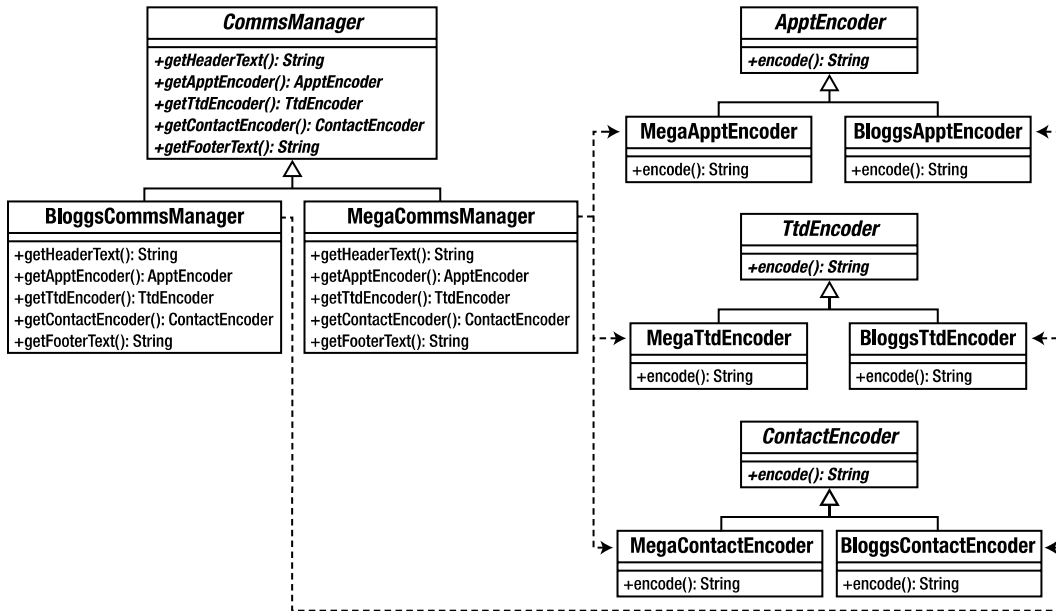 CommsManager
+getHeaderText(): String
+getApptEncoder(): ApptEncoder
+getTtdEncoder(): TtdEncoder
+getContactEncoder(): ContactEncoder
+getFooterText(): String
BloggsCommsManager
+getHeaderText(): String
+getApptEncoder(): ApptEncoder
+getTtdEncoder(): TtdEncoder
+getContactEncoder(): ContactEncoder
+getFooterText(): String
MegaCommsManager
+getHeaderText(): String
+getApptEncoder(): ApptEncoder
+getTtdEncoder(): TtdEncoder
+getContactEncoder(): ContactEncoder
+getFooterText(): String
ApptEncoder
+encode(): String
MegaApptEncoder
+encode(): String
BloggsApptEncoder
+encode(): String
TtdEncoder
+encode(): String
MegaTtdEncoder
+encode(): String
BloggsTtdEncoder
+encode(): String
ContactEncoder
+encode(): String
MegaContactEncoder
+encode(): String
BloggsContactEncoder
+encode(): String